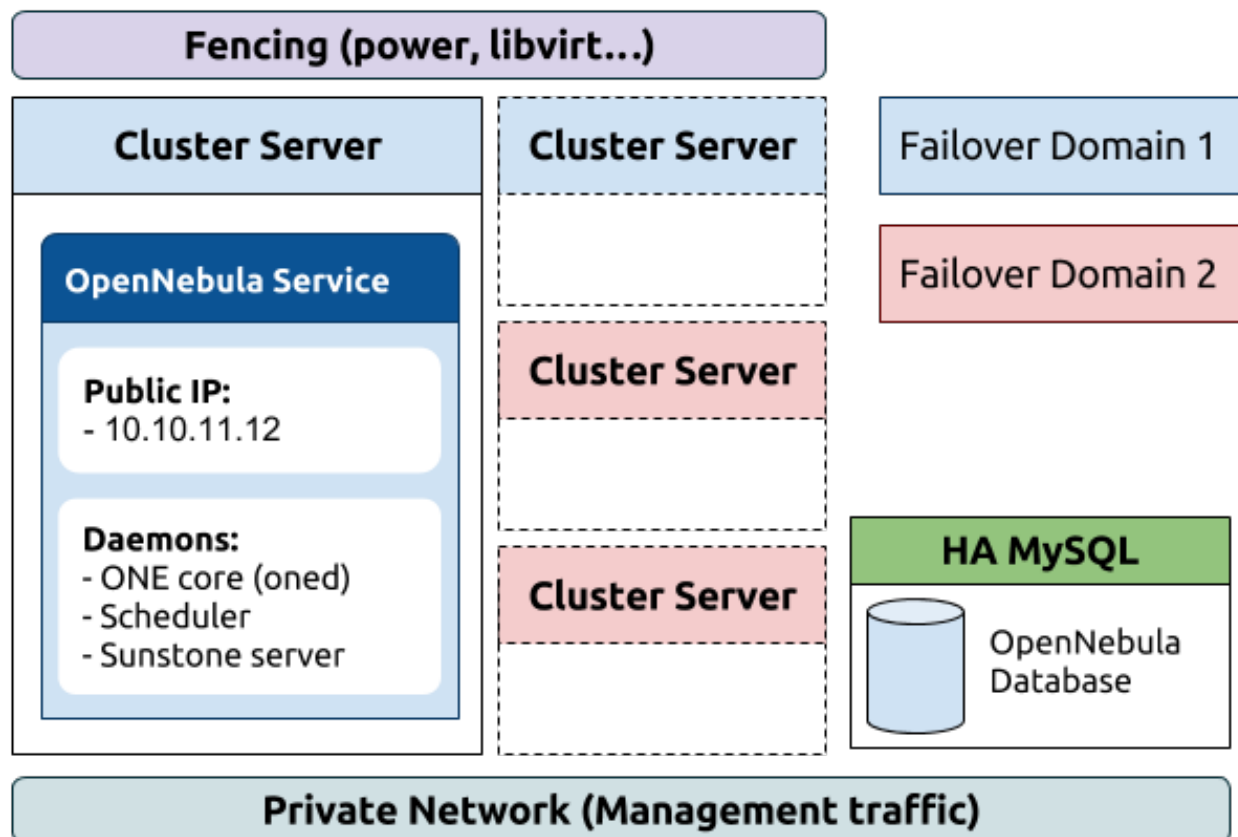 Fencing (power, libvirt...)
Cluster Server
OpenNebula Service
Public IP:
- 10.10.11.12
Daemons:
- ONE core (oned)
- Scheduler
- Sunstone server
Cluster Server
Cluster Server
Cluster Server
Failover Domain 1
Failover Domain 2
HA MySQL
OpenNebula
Database
Private Network (Management traffic)